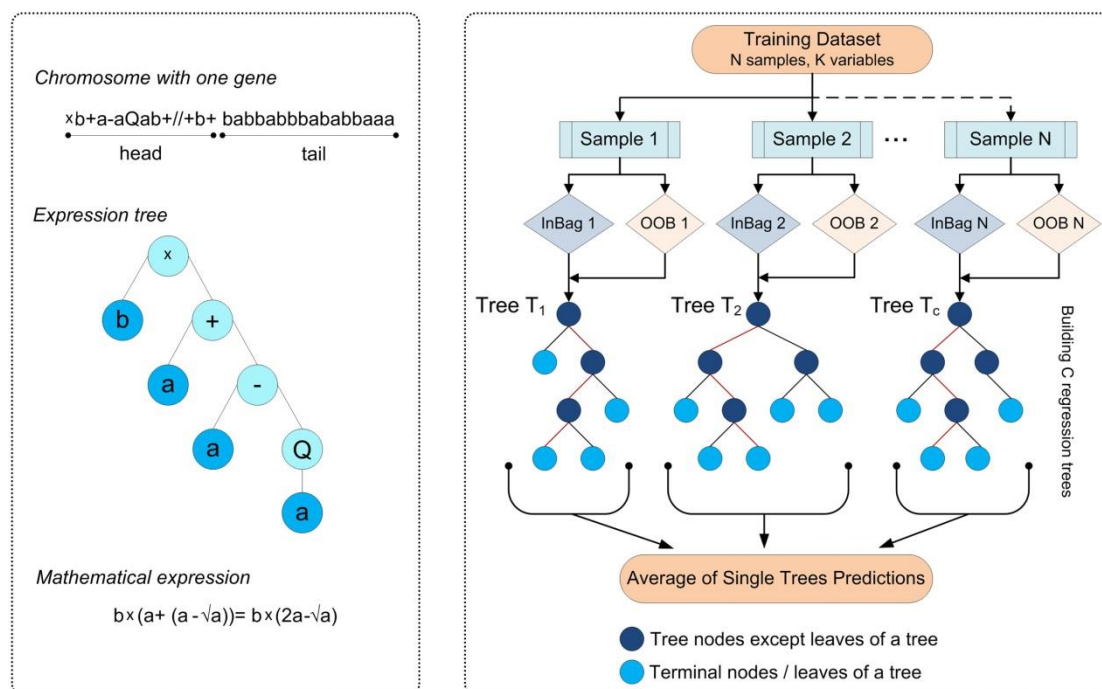 Chromosome with one gene
×b+a-aQab+//+b+ babbabbbababbaaa
head tail
Expression tree
x
b
+
a
-
a
Q
a
Mathematical expression
b×(a+ (a -√a))= b×(2a-√a)
Training Dataset
N samples, K variables
Sample 1 Sample 2 ... Sample N
InBag 1 OOB 1 InBag 2 OOB 2 InBag N OOB N
Tree T1 Tree T2 Tree Tc
Building C regression trees
Average of Single Trees Predictions
Tree nodes except leaves of a tree
Terminal nodes / leaves of a tree